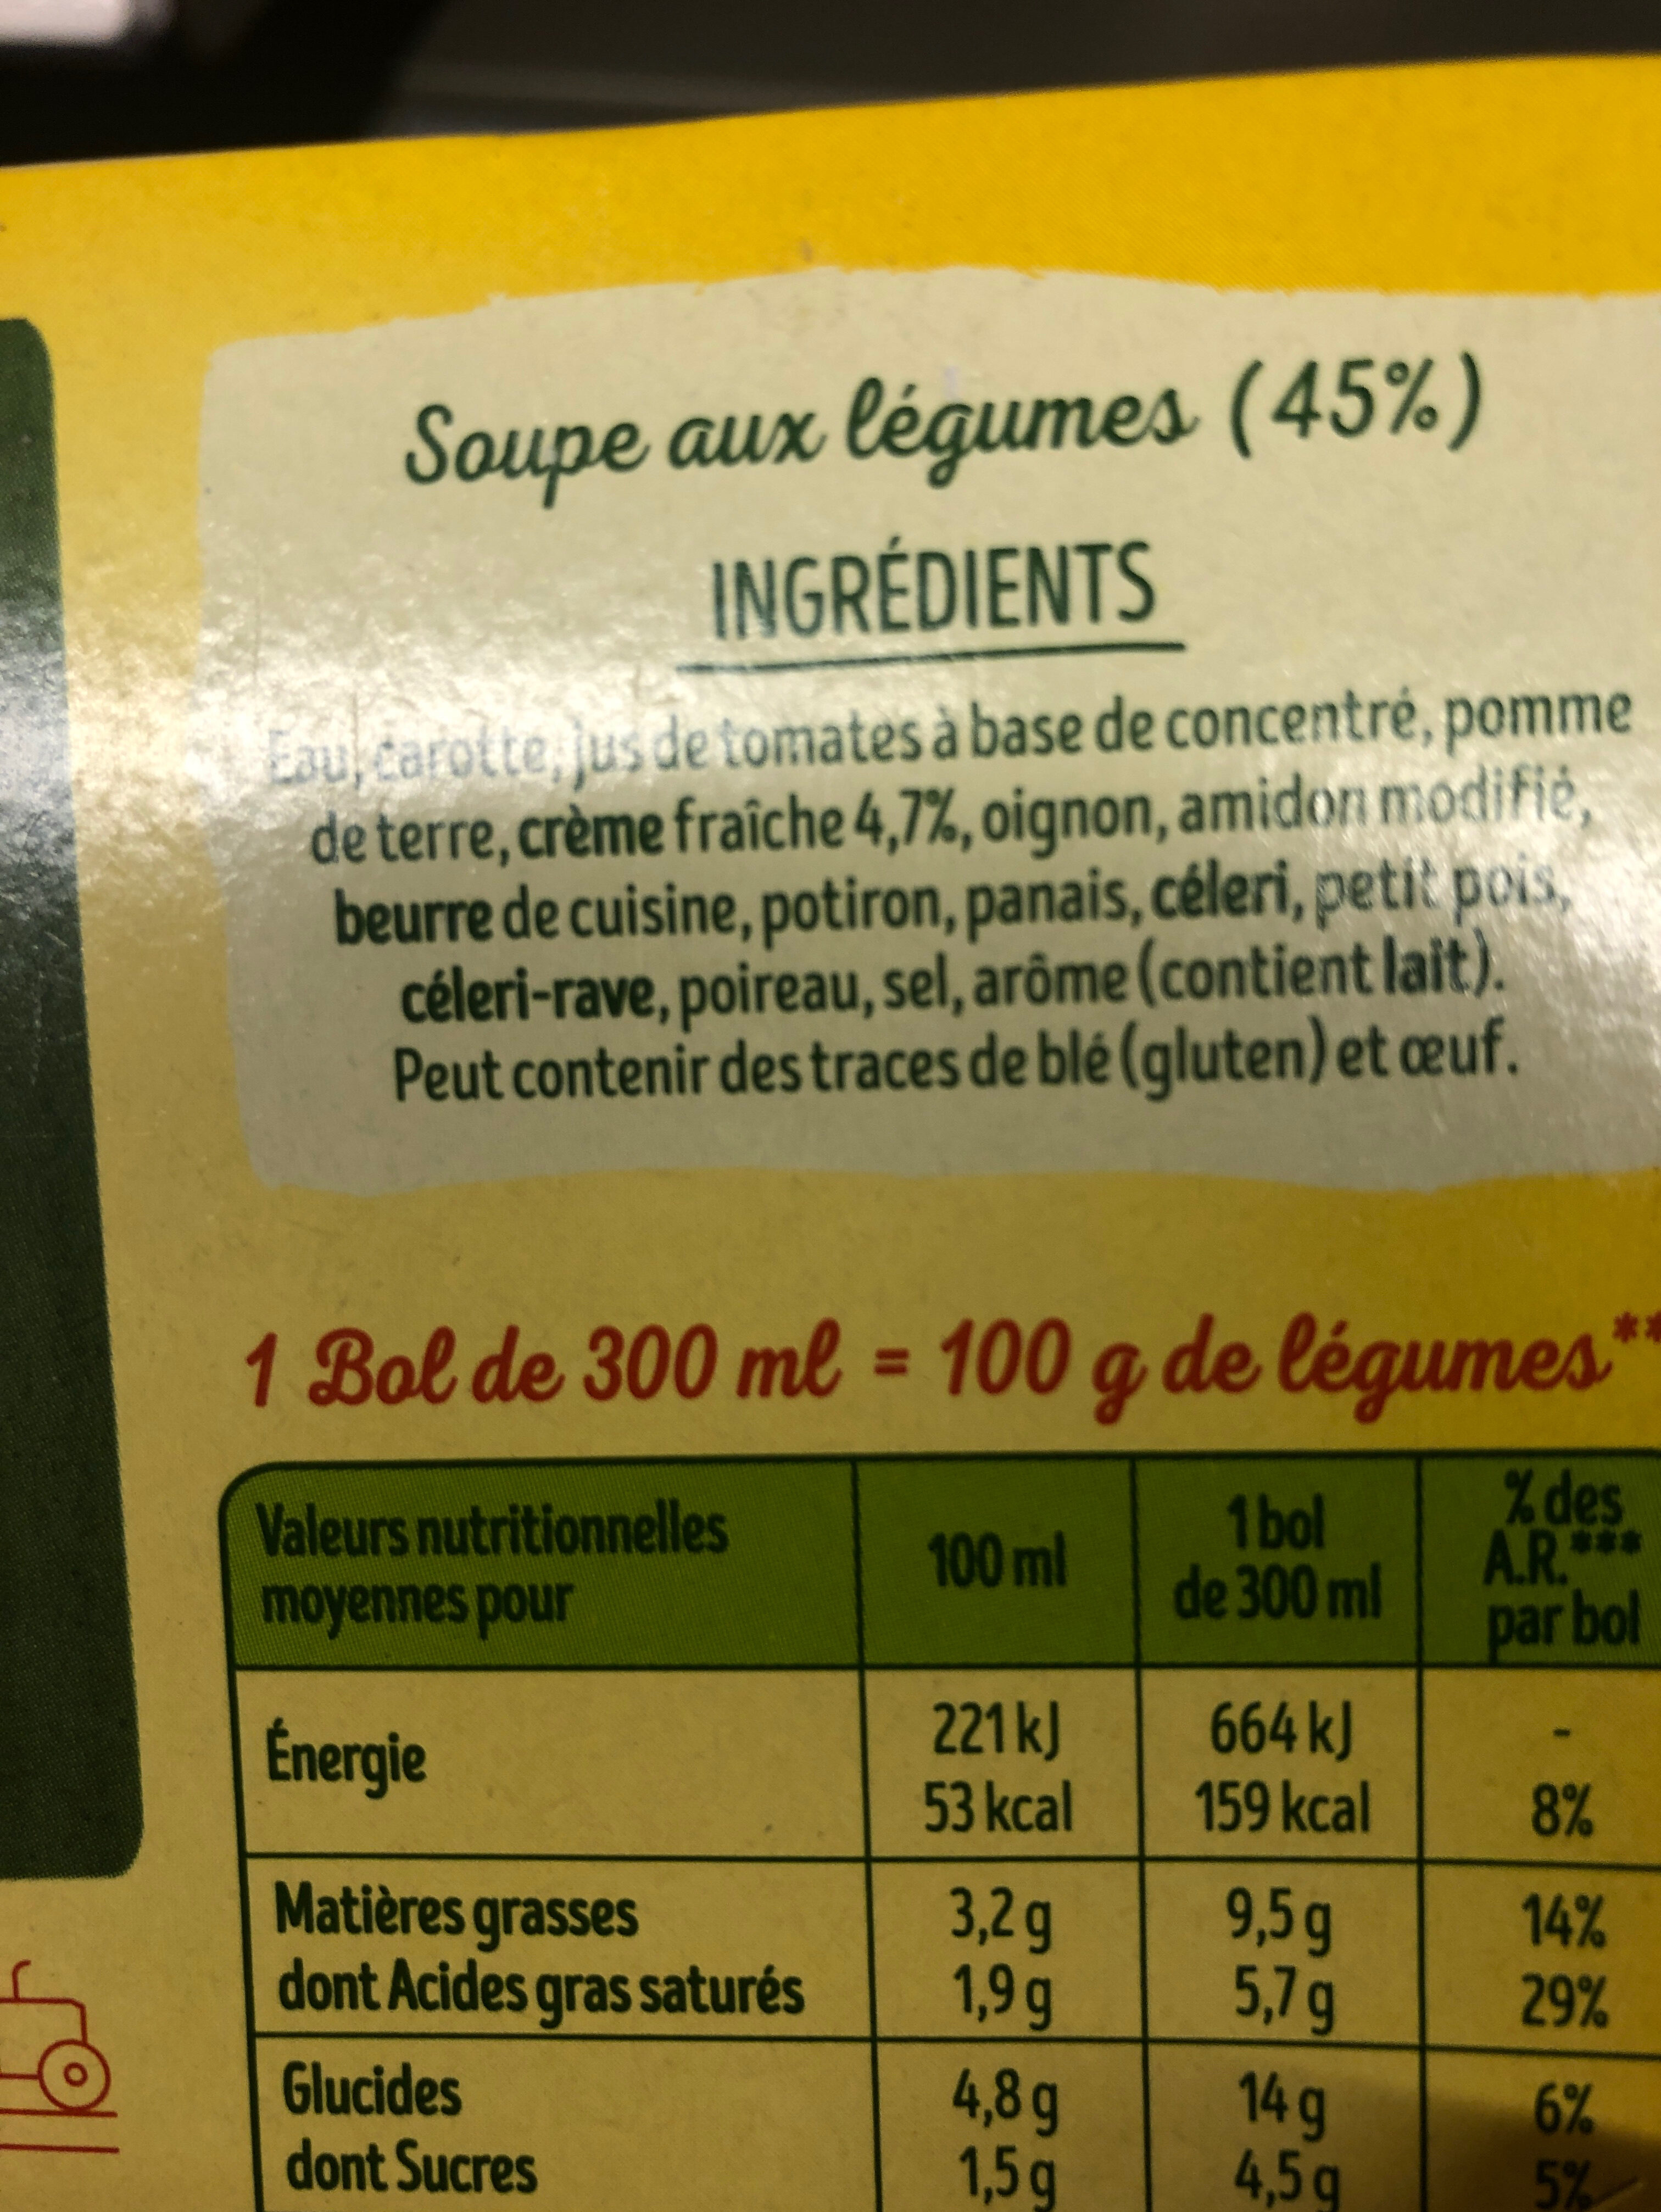 Soupe aux légumes (45%)
INGRÉDIENTS
Eau, carotte, jus de tomates à base de concentré, pomme
de terre, crème fraîche 4,7%, oignon, amidon modifié,
beurre de cuisine, potiron, panais, céleri, petit pois,
céleri-rave, poireau, sel, arôme (contient lait).
Peut contenir des traces de blé (gluten) et œuf.
1 Bol de 300 ml = 100 g de légumes**
Valeurs nutritionnelles
moyennes pour
100 ml
1 bol
de 300 ml
% des
A.R.***
par bol
Énergie
221 kJ
53 kcal
664 kJ
159 kcal
-
8%
Matières grasses
dont Acides gras saturés
3,2 g
1,9 g
9,5 g
5,7 g
14%
29%
Glucides
dont Sucres
4,8 g
1,5 g
14 g
4,5 g
6%
5%